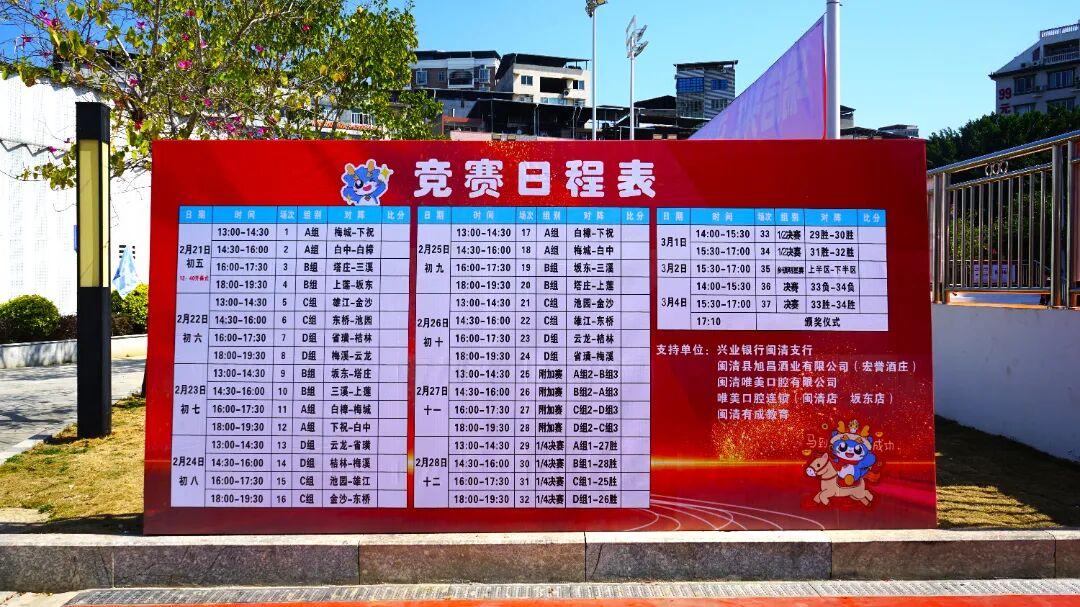 竞赛日程表
日期 时间 场次 组别 对阵 比分
2月21日 初五 12:40开幕式
13:00-14:30 1 A组 梅城-下祝
14:30-16:00 2 A组 白中-白樟
16:00-17:30 3 B组 塔庄-三溪
18:00-19:30 4 B组 上莲-坂东
2月22日 初六
13:00-14:30 5 C组 雄江-金沙
14:30-16:00 6 C组 东桥-池园
16:00-17:30 7 D组 省璜-桔林
18:00-19:30 8 D组 梅溪-云龙
2月23日 初七
13:00-14:30 9 B组 坂东-塔庄
14:30-16:00 10 B组 三溪-上莲
16:00-17:30 11 A组 白樟-梅城
18:00-19:30 12 A组 下祝-白中
2月24日 初八
13:00-14:30 13 D组 云龙-省璜
14:30-16:00 14 D组 桔林-梅溪
16:00-17:30 15 C组 池园-雄江
18:00-19:30 16 C组 金沙-东桥
日期 时间 场次 组别 对阵 比分
2月25日 初九
13:00-14:30 17 A组 白樟-下祝
14:30-16:00 18 A组 梅城-白中
16:00-17:30 19 B组 坂东-三溪
18:00-19:30 20 B组 塔庄-上莲
2月26日 初十
13:00-14:30 21 C组 池园-金沙
14:30-16:00 22 C组 雄江-东桥
16:00-17:30 23 D组 云龙-桔林
18:00-19:30 24 D组 省璜-梅溪
2月27日 十一
13:00-14:30 25 附加赛 A组2-B组3
14:30-16:00 26 附加赛 B组2-A组3
16:00-17:30 27 附加赛 C组2-D组3
18:00-19:30 28 附加赛 D组2-C组3
2月28日 十二
13:00-14:30 29 1/4决赛 A组1-27胜
14:30-16:00 30 1/4决赛 B组1-28胜
16:00-17:30 31 1/4决赛 C组1-25胜
18:00-19:30 32 1/4决赛 D组1-26胜
日期 时间 场次 组别 对阵 比分
3月1日
14:00-15:30 33 1/2决赛 29胜-30胜
15:30-17:00 34 1/2决赛 31胜-32胜
3月2日 15:30-17:00 35 乡镇明星赛 上半区-下半区
3月4日
14:00-15:30 36 决赛 33负-34负
15:30-17:00 37 决赛 33胜-34胜
17:10 颁奖仪式
支持单位：兴业银行闽清支行
闽清县旭昌酒业有限公司（宏誉酒庄）
闽清唯美口腔有限公司
唯美口腔连锁（闽清店 坂东店）
闽清有成教育
马到成功
99元